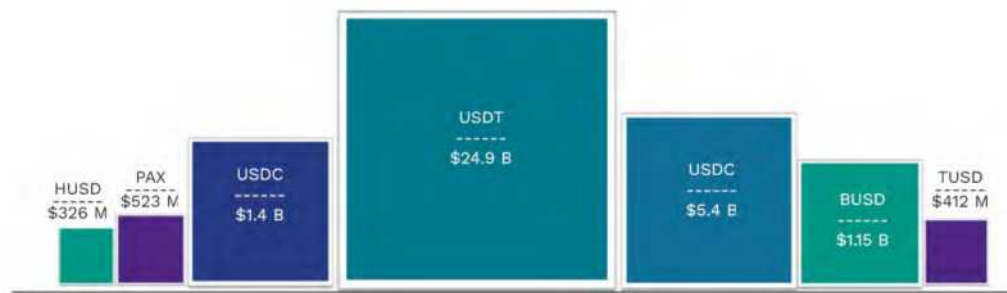 HUSD
$326 M
PAX
$523 M
USDC
$1.4 B
USDT
$24.9 B
USDC
$5.4 B
BUSD
$1.15 B
TUSD
$412 M